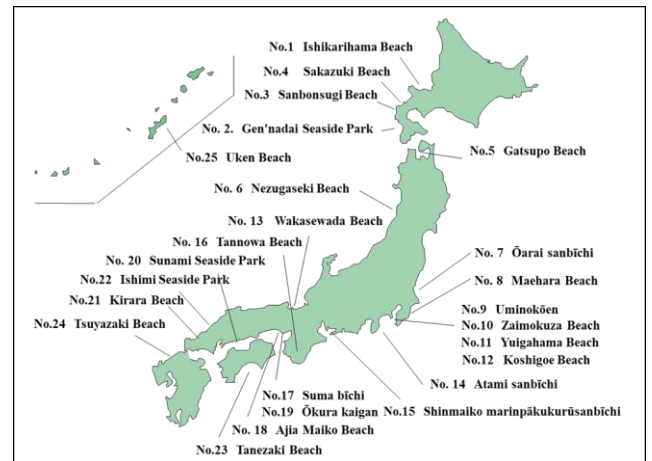 No.1 Ishikarihama Beach
No.4 Sakazuki Beach
No.3 Sanbonsugi Beach
No. 2. Gen'nadai Seaside Park
No.25 Uken Beach
No.5 Gatsupo Beach
No. 6 Nezugaseki Beach
No. 13 Wakasewada Beach
No. 16 Tannowa Beach
No. 20 Sunami Seaside Park
No.22 Ishimi Seaside Park
No.21 Kirara Beach
No.24 Tsuyazaki Beach
No. 7 Ōarai sanbīchi
No. 8 Maehara Beach
No.9 Uminokōen
No.10 Zaimokuza Beach
No.11 Yuigahama Beach
No.12 Koshigoe Beach
No. 14 Atami sanbīchi
No.17 Suma bīchi
No.19 Ōkura kaigan
No.15 Shinmaiko marinpākukurūsanbīchi
No. 18 Ajia Maiko Beach
No.23 Tanezaki Beach